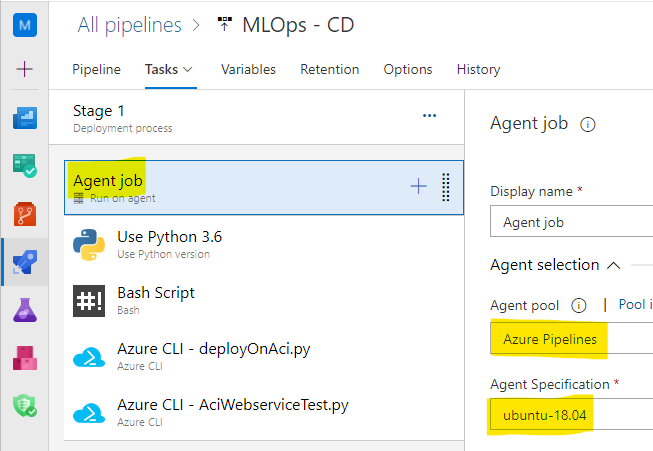 M
All pipelines > MLOps - CD
Pipeline Tasks Variables Retention Options History
Stage 1
Deployment process
Agent job
Run on agent
Use Python 3.6
Use Python version
#! Bash Script
Bash
Azure CLI - deployOnAci.py
Azure CLI
Azure CLI - AciWebserviceTest.py
Azure CLI
Agent job
Display name *
Agent job
Agent selection
Agent pool | Pool i
Azure Pipelines
Agent Specification *
ubuntu-18.04